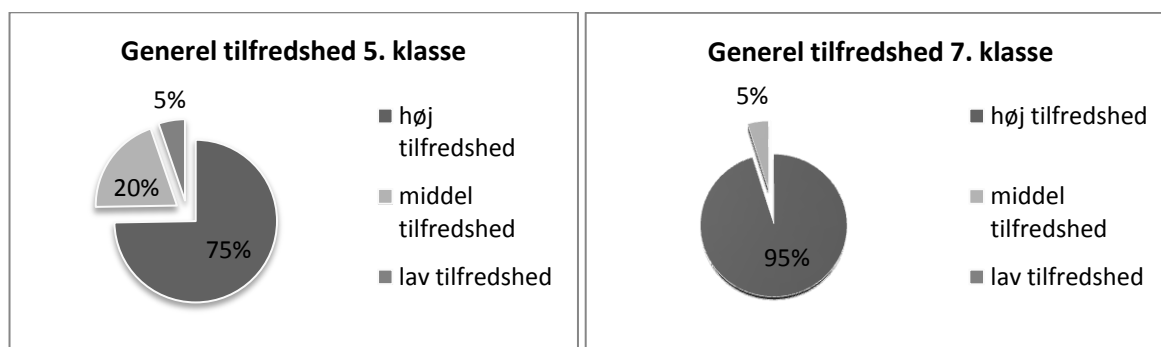 Generel tilfredshed 5. klasse
5%
20%
75%
høj
tilfredshed
middel
tilfredshed
lav tilfredshed
Generel tilfredshed 7. klasse
5%
95%
høj tilfredshed
middel
tilfredshed
lav tilfredshed